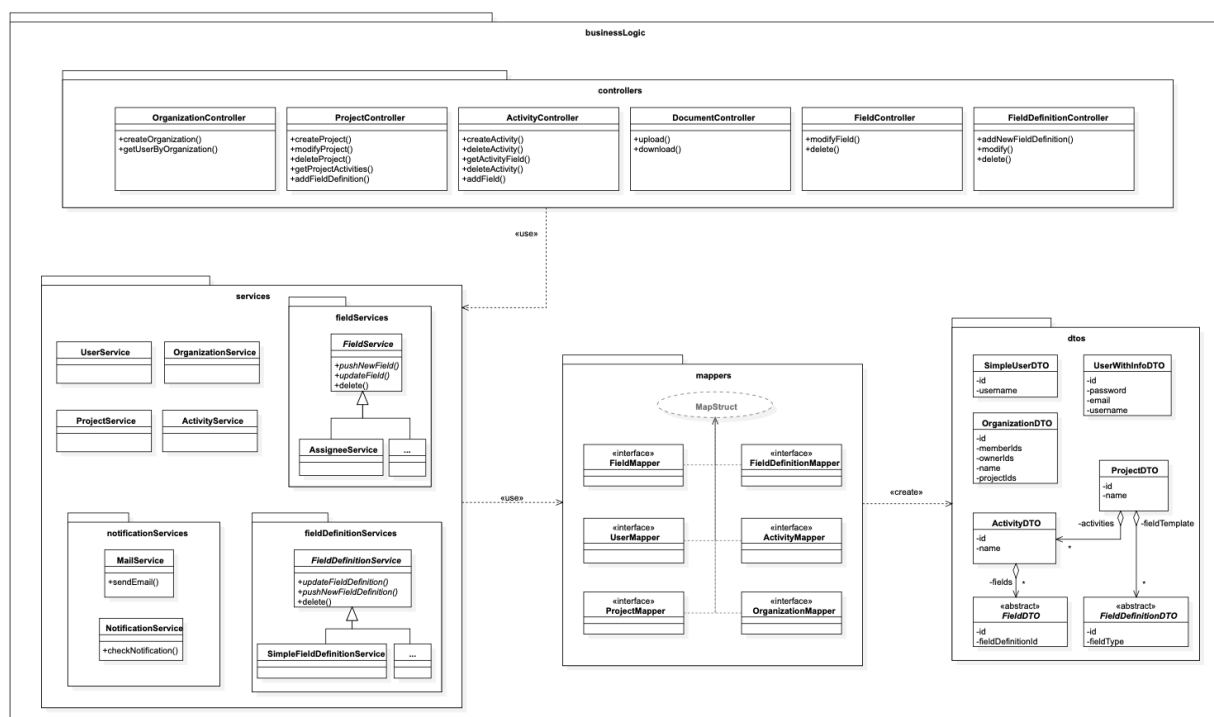 businessLogic
controllers
OrganizationController
+createOrganization()
+getUserByOrganization()
ProjectController
+createProject()
+modifyProject()
+deleteProject()
+getProjectActivities()
+addFieldDefinition()
ActivityController
+createActivity()
+deleteActivity()
+getActivityField()
+deleteActivity()
+addField()
DocumentController
+upload()
+download()
FieldController
+modifyField()
+delete()
FieldDefinitionController
+addNewFieldDefinition()
+modify()
+delete()
«use»
services
UserService
OrganizationService
ProjectService
ActivityService
fieldServices
FieldService
+pushNewField()
+updateField()
+delete()
AssigneeService
...
notificationServices
MailService
+sendEmail()
NotificationService
+checkNotification()
fieldDefinitionServices
FieldDefinitionService
+updateFieldDefinition()
+pushNewFieldDefinition()
+delete()
SimpleFieldDefinitionService
...
«use»
mappers
MapStruct
«interface»
FieldMapper
«interface»
FieldDefinitionMapper
«interface»
UserMapper
«interface»
ActivityMapper
«interface»
ProjectMapper
«interface»
OrganizationMapper
«create»
dtos
SimpleUserDTO
-id
-username
UserWithInfoDTO
-id
-password
-email
-username
OrganizationDTO
-id
-memberIds
-ownerIds
-name
-projectIds
ProjectDTO
-id
-name
-activities
*
-fieldTemplate
*
ActivityDTO
-id
-name
-fields
*
«abstract»
FieldDTO
-id
-fieldDefinitionId
«abstract»
FieldDefinitionDTO
-id
-fieldType